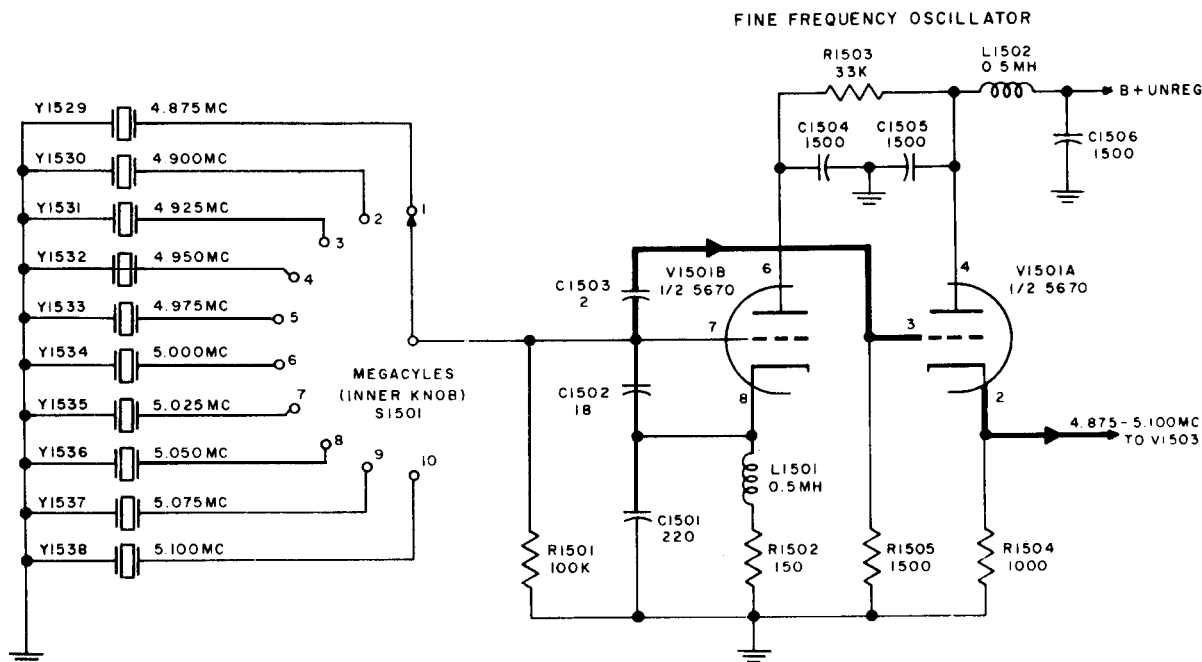 FINE FREQUENCY OSCILLATOR
R1503
33K
L1502
0.5MH
B+ UNREG
C1504
1500
C1505
1500
C1506
1500
Y1529 4.875MC
Y1530 4.900MC
Y1531 4.925MC
Y1532 4.950MC
Y1533 4.975MC
Y1534 5.000MC
Y1535 5.025MC
Y1536 5.050MC
Y1537 5.075MC
Y1538 5.100MC
1
2
3
4
5
6
7
8
9
10
MEGACYLES
(INNER KNOB)
S1501
C1503
2
V1501B
1/2 5670
6
7
8
V1501A
1/2 5670
4
3
2
C1502
18
C1501
220
L1501
0.5MH
R1501
100K
R1502
150
R1505
1500
R1504
1000
4.875-5.100MC
TO V1503